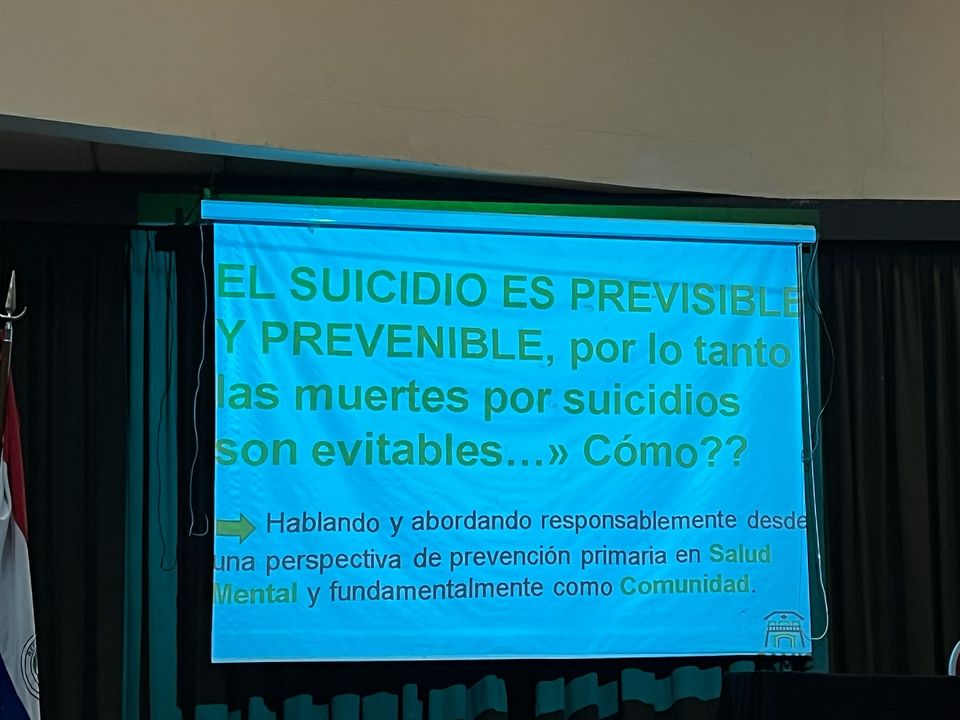 EL SUICIDIO ES PREVISIBLE
Y PREVENIBLE, por lo tanto
las muertes por suicidios
son evitables...» Cómo??
Hablando y abordando responsablemente desde
una perspectiva de prevención primaria en Salud
Mental y fundamentalmente como Comunidad.